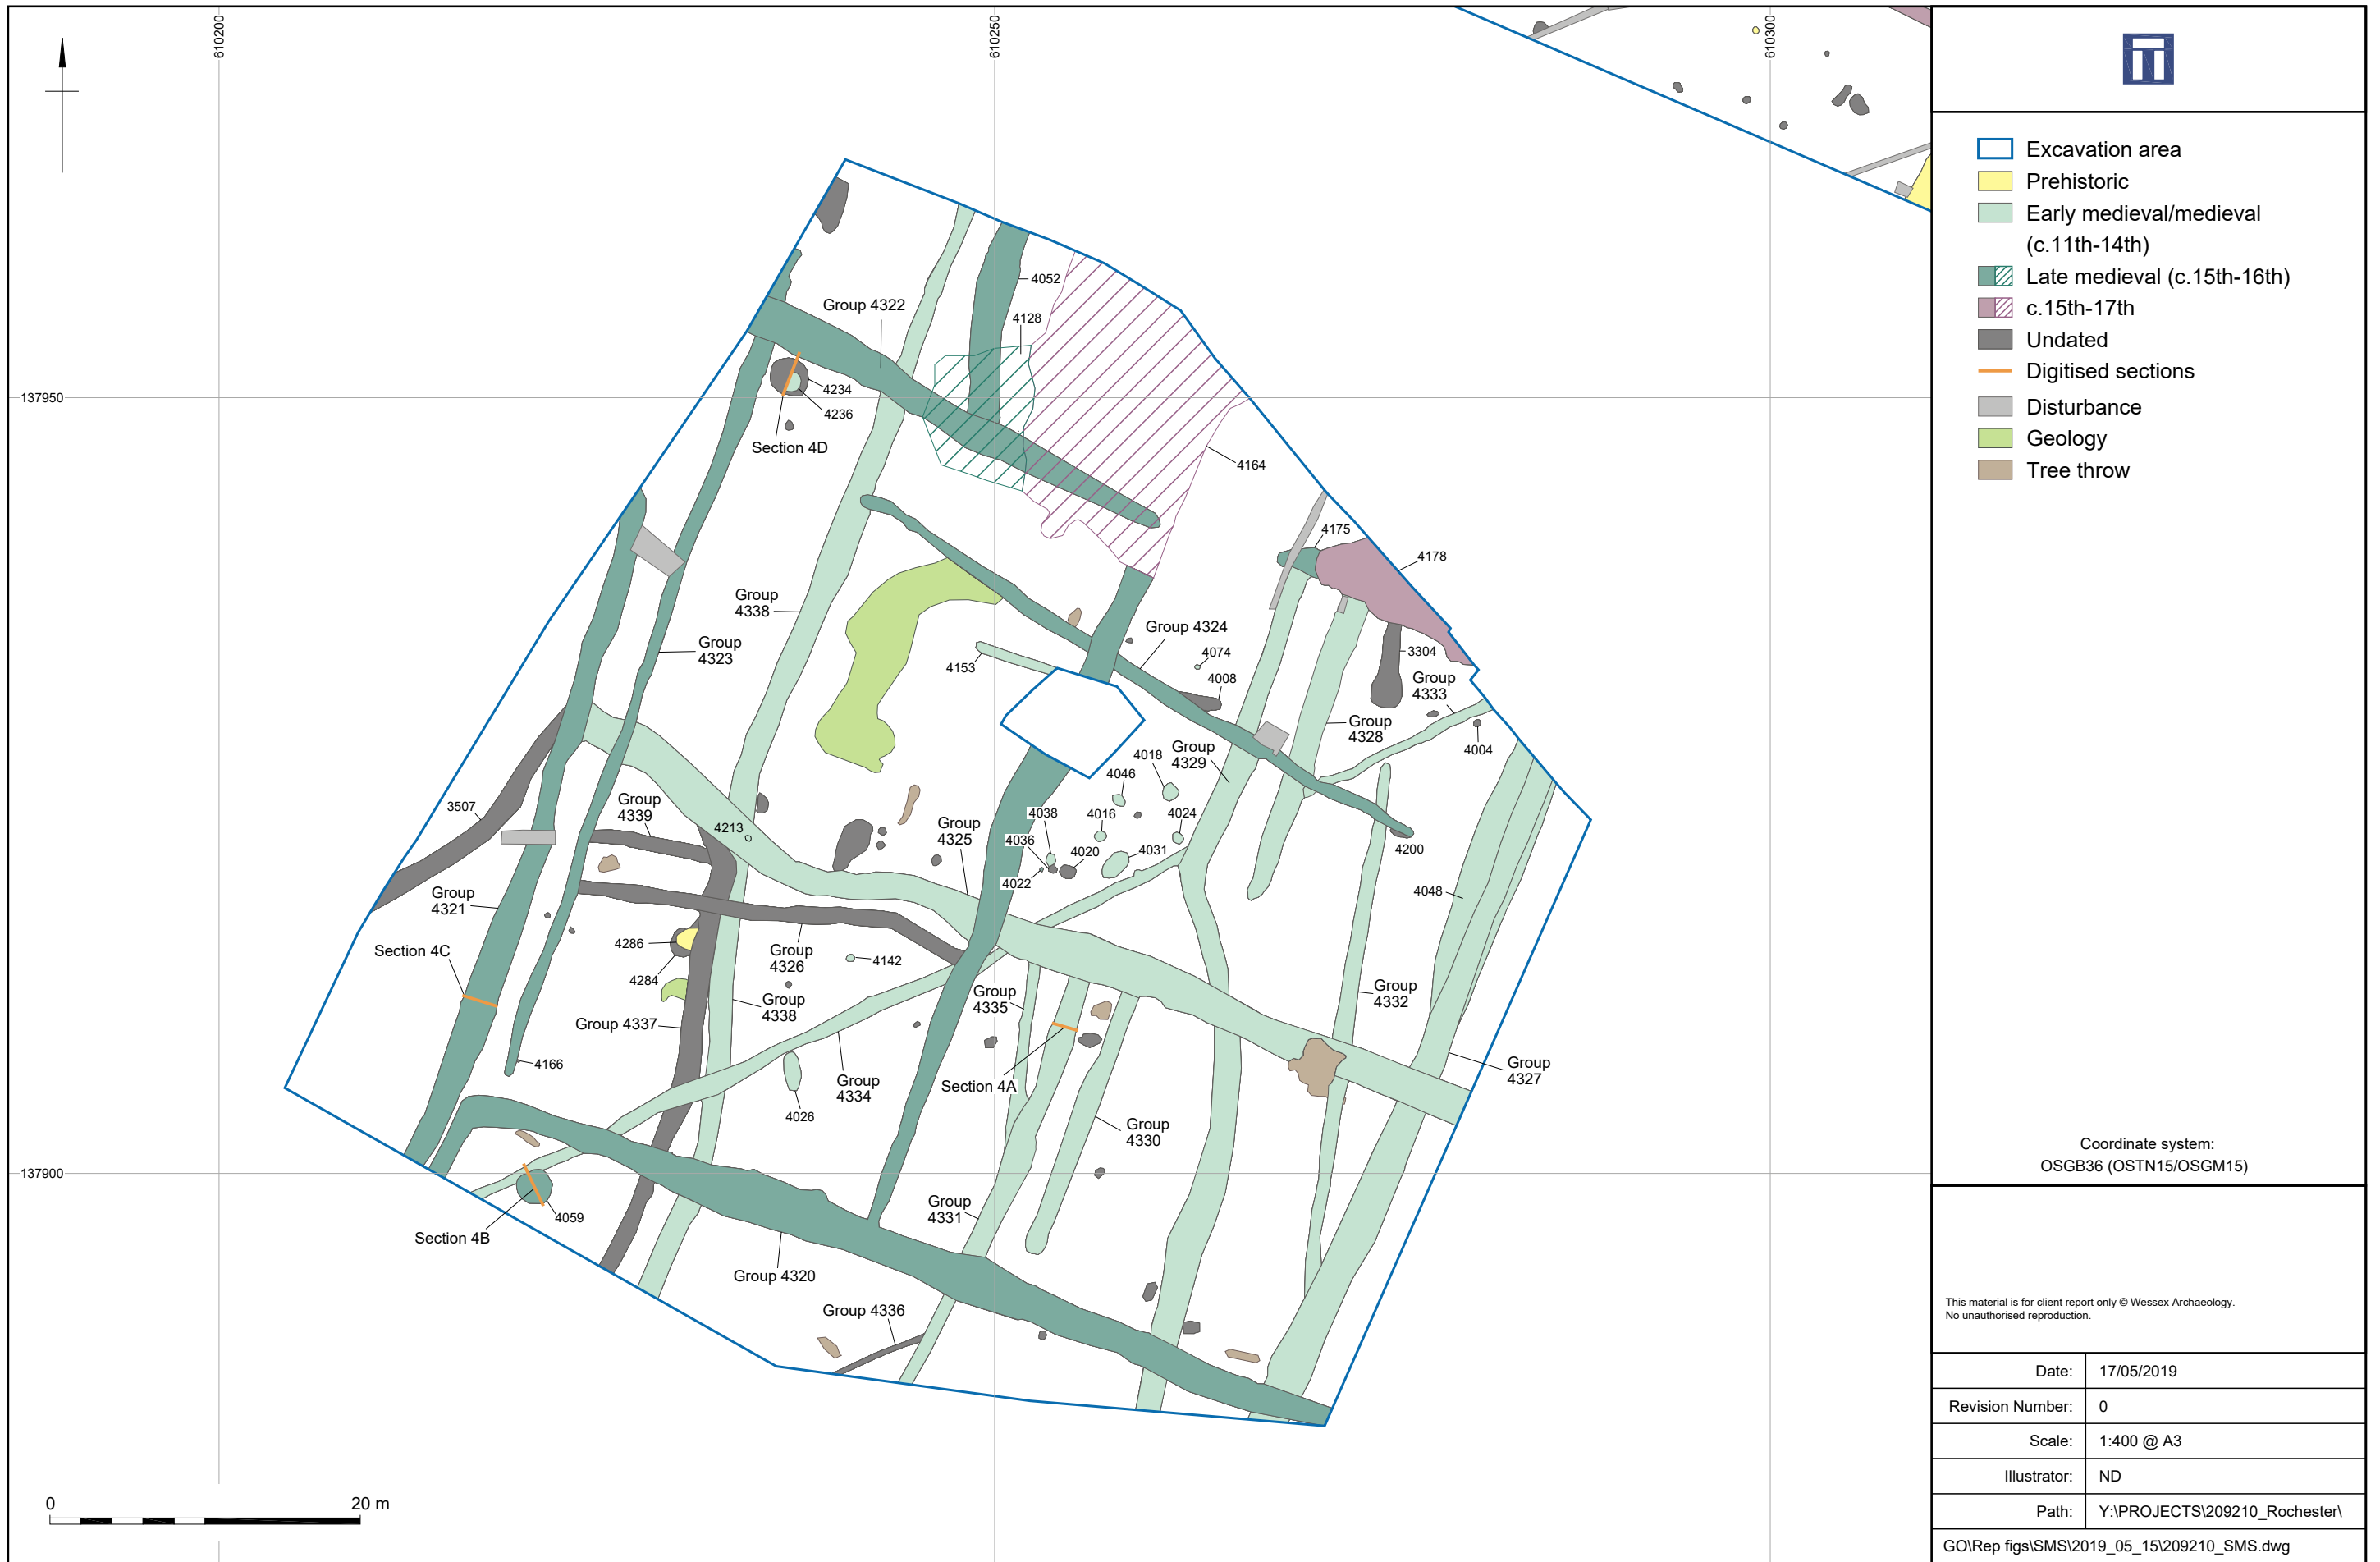 610200
610250
610300
137950
137900
Group 4322
4052
4128
4234
4236
Section 4D
4164
4175
4178
Group
4338
Group
4323
Group 4324
4153
4074
4008
3304
Group
4333
4004
Group
4328
Group
4329
4018
4046
4038
4016
4024
4036
4020
4031
4022
4200
3507
Group
4339
4213
Group
4325
4048
Group
4321
Section 4C
4286
4284
Group
4326
4142
Group
4338
Group 4337
Group
4335
Group
4332
4166
Group
4334
4026
Section 4A
Group
4327
Group
4330
Group
4331
4059
Section 4B
Group 4320
Group 4336
0
20 m
Excavation area
Prehistoric
Early medieval/medieval
(c.11th-14th)
Late medieval (c.15th-16th)
c.15th-17th
Undated
Digitised sections
Disturbance
Geology
Tree throw
Coordinate system:
OSGB36 (OSTN15/OSGM15)
This material is for client report only © Wessex Archaeology.
No unauthorised reproduction.
Date: 17/05/2019
Revision Number: 0
Scale: 1:400 @ A3
Illustrator: ND
Path: Y:\PROJECTS\209210_Rochester\
GO\Rep figs\SMS\2019_05_15\209210_SMS.dwg